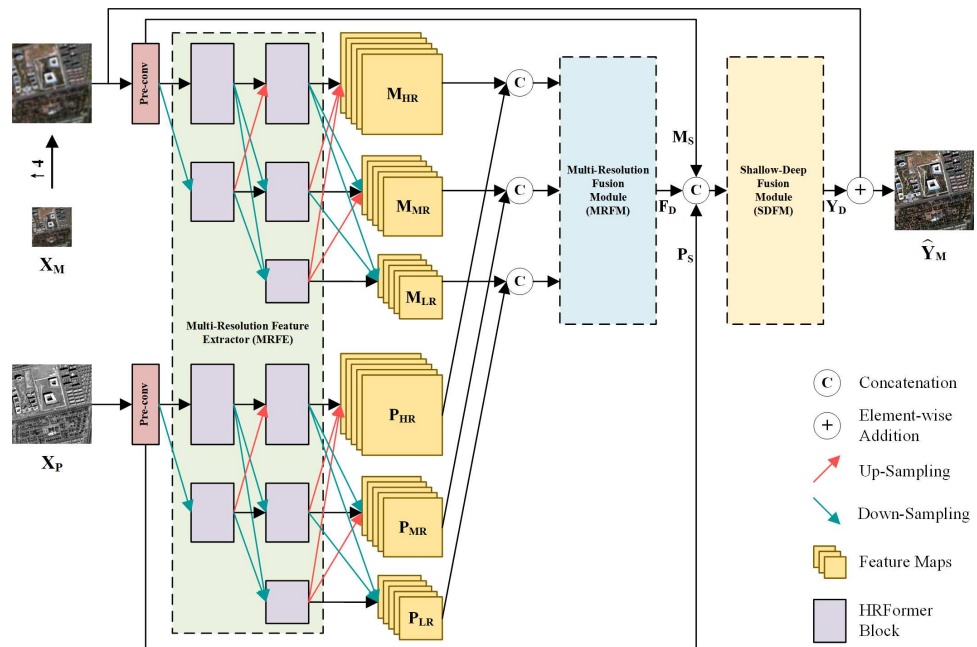 ↑4
X_M
Pre-conv
M_HR
M_MR
M_LR
Multi-Resolution Feature
Extractor (MRFE)
X_P
Pre-conv
P_HR
P_MR
P_LR
C
C
C
Multi-Resolution
Fusion
Module
(MRFM)
M_S
F_D
C
P_S
Shallow-Deep
Fusion
Module
(SDFM)
Y_D
+
Ŷ_M
C Concatenation
+ Element-wise
Addition
Up-Sampling
Down-Sampling
Feature Maps
HRFormer
Block